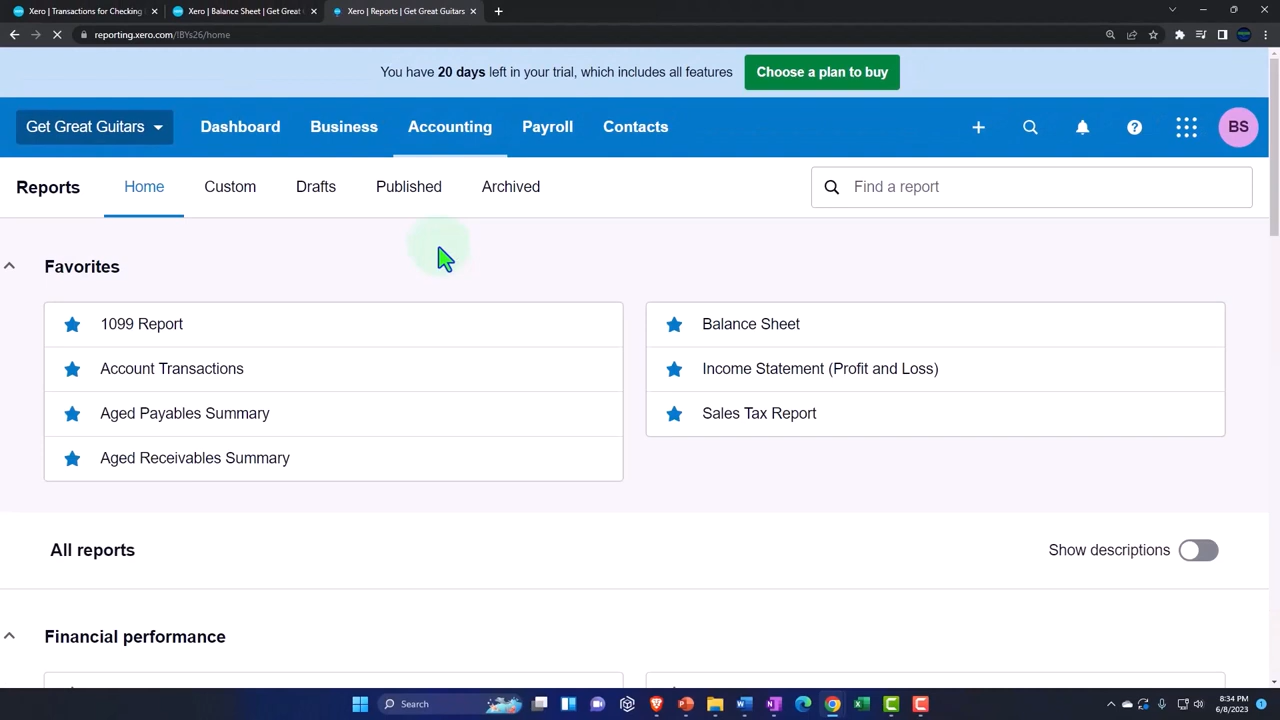 Xero | Transactions for Checking
Xero | Balance Sheet | Get Great G
Xero | Reports | Get Great Guitars
reporting.xero.com/!BYs26/home
You have 20 days left in your trial, which includes all features
Choose a plan to buy
Get Great Guitars
Dashboard
Business
Accounting
Payroll
Contacts
BS
Reports
Home
Custom
Drafts
Published
Archived
Find a report
Favorites
1099 Report
Balance Sheet
Account Transactions
Income Statement (Profit and Loss)
Aged Payables Summary
Sales Tax Report
Aged Receivables Summary
All reports
Show descriptions
Financial performance
Search
8:34 PM
6/8/2023